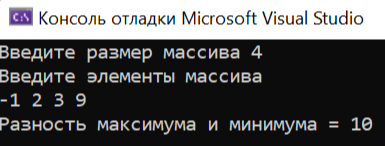 Консоль отладки Microsoft Visual Studio
Введите размер массива 4
Введите элементы массива
-1 2 3 9
Разность максимума и минимума = 10